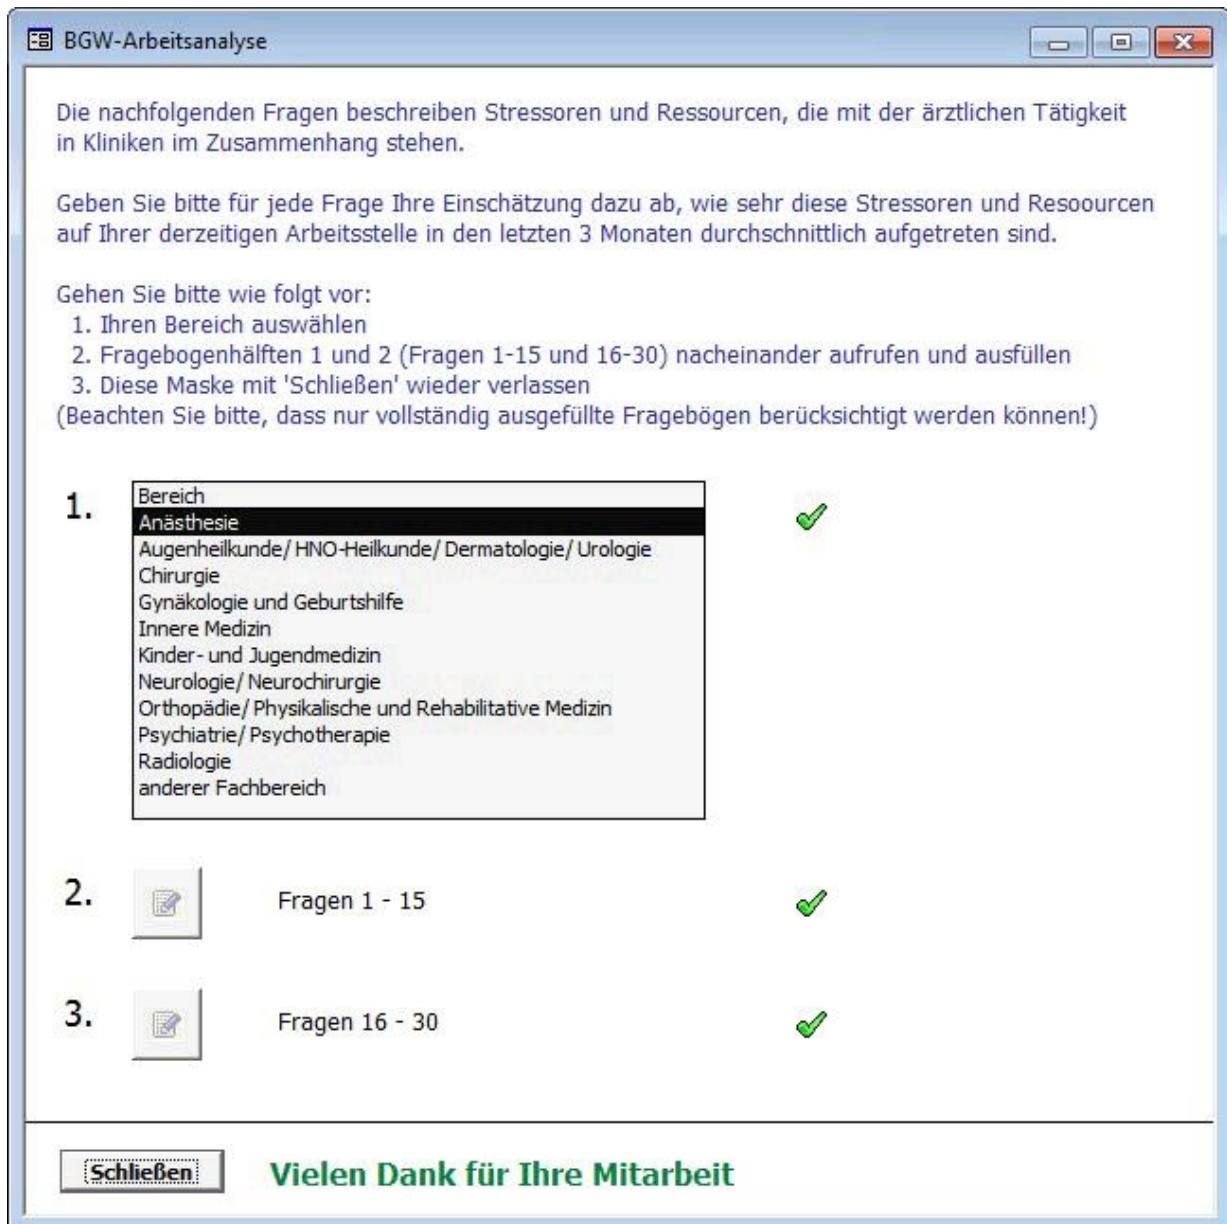 BGW-Arbeitsanalyse
Die nachfolgenden Fragen beschreiben Stressoren und Ressourcen, die mit der ärztlichen Tätigkeit
in Kliniken im Zusammenhang stehen.
Geben Sie bitte für jede Frage Ihre Einschätzung dazu ab, wie sehr diese Stressoren und Resoourcen
auf Ihrer derzeitigen Arbeitsstelle in den letzten 3 Monaten durchschnittlich aufgetreten sind.
Gehen Sie bitte wie folgt vor:
1. Ihren Bereich auswählen
2. Fragebogenhälften 1 und 2 (Fragen 1-15 und 16-30) nacheinander aufrufen und ausfüllen
3. Diese Maske mit 'Schließen' wieder verlassen
(Beachten Sie bitte, dass nur vollständig ausgefüllte Fragebögen berücksichtigt werden können!)
1.
Bereich
Anästhesie
Augenheilkunde/ HNO-Heilkunde/ Dermatologie/ Urologie
Chirurgie
Gynäkologie und Geburtshilfe
Innere Medizin
Kinder- und Jugendmedizin
Neurologie/ Neurochirurgie
Orthopädie/ Physikalische und Rehabilitative Medizin
Psychiatrie/ Psychotherapie
Radiologie
anderer Fachbereich
2. Fragen 1 - 15
3. Fragen 16 - 30
Schließen Vielen Dank für Ihre Mitarbeit